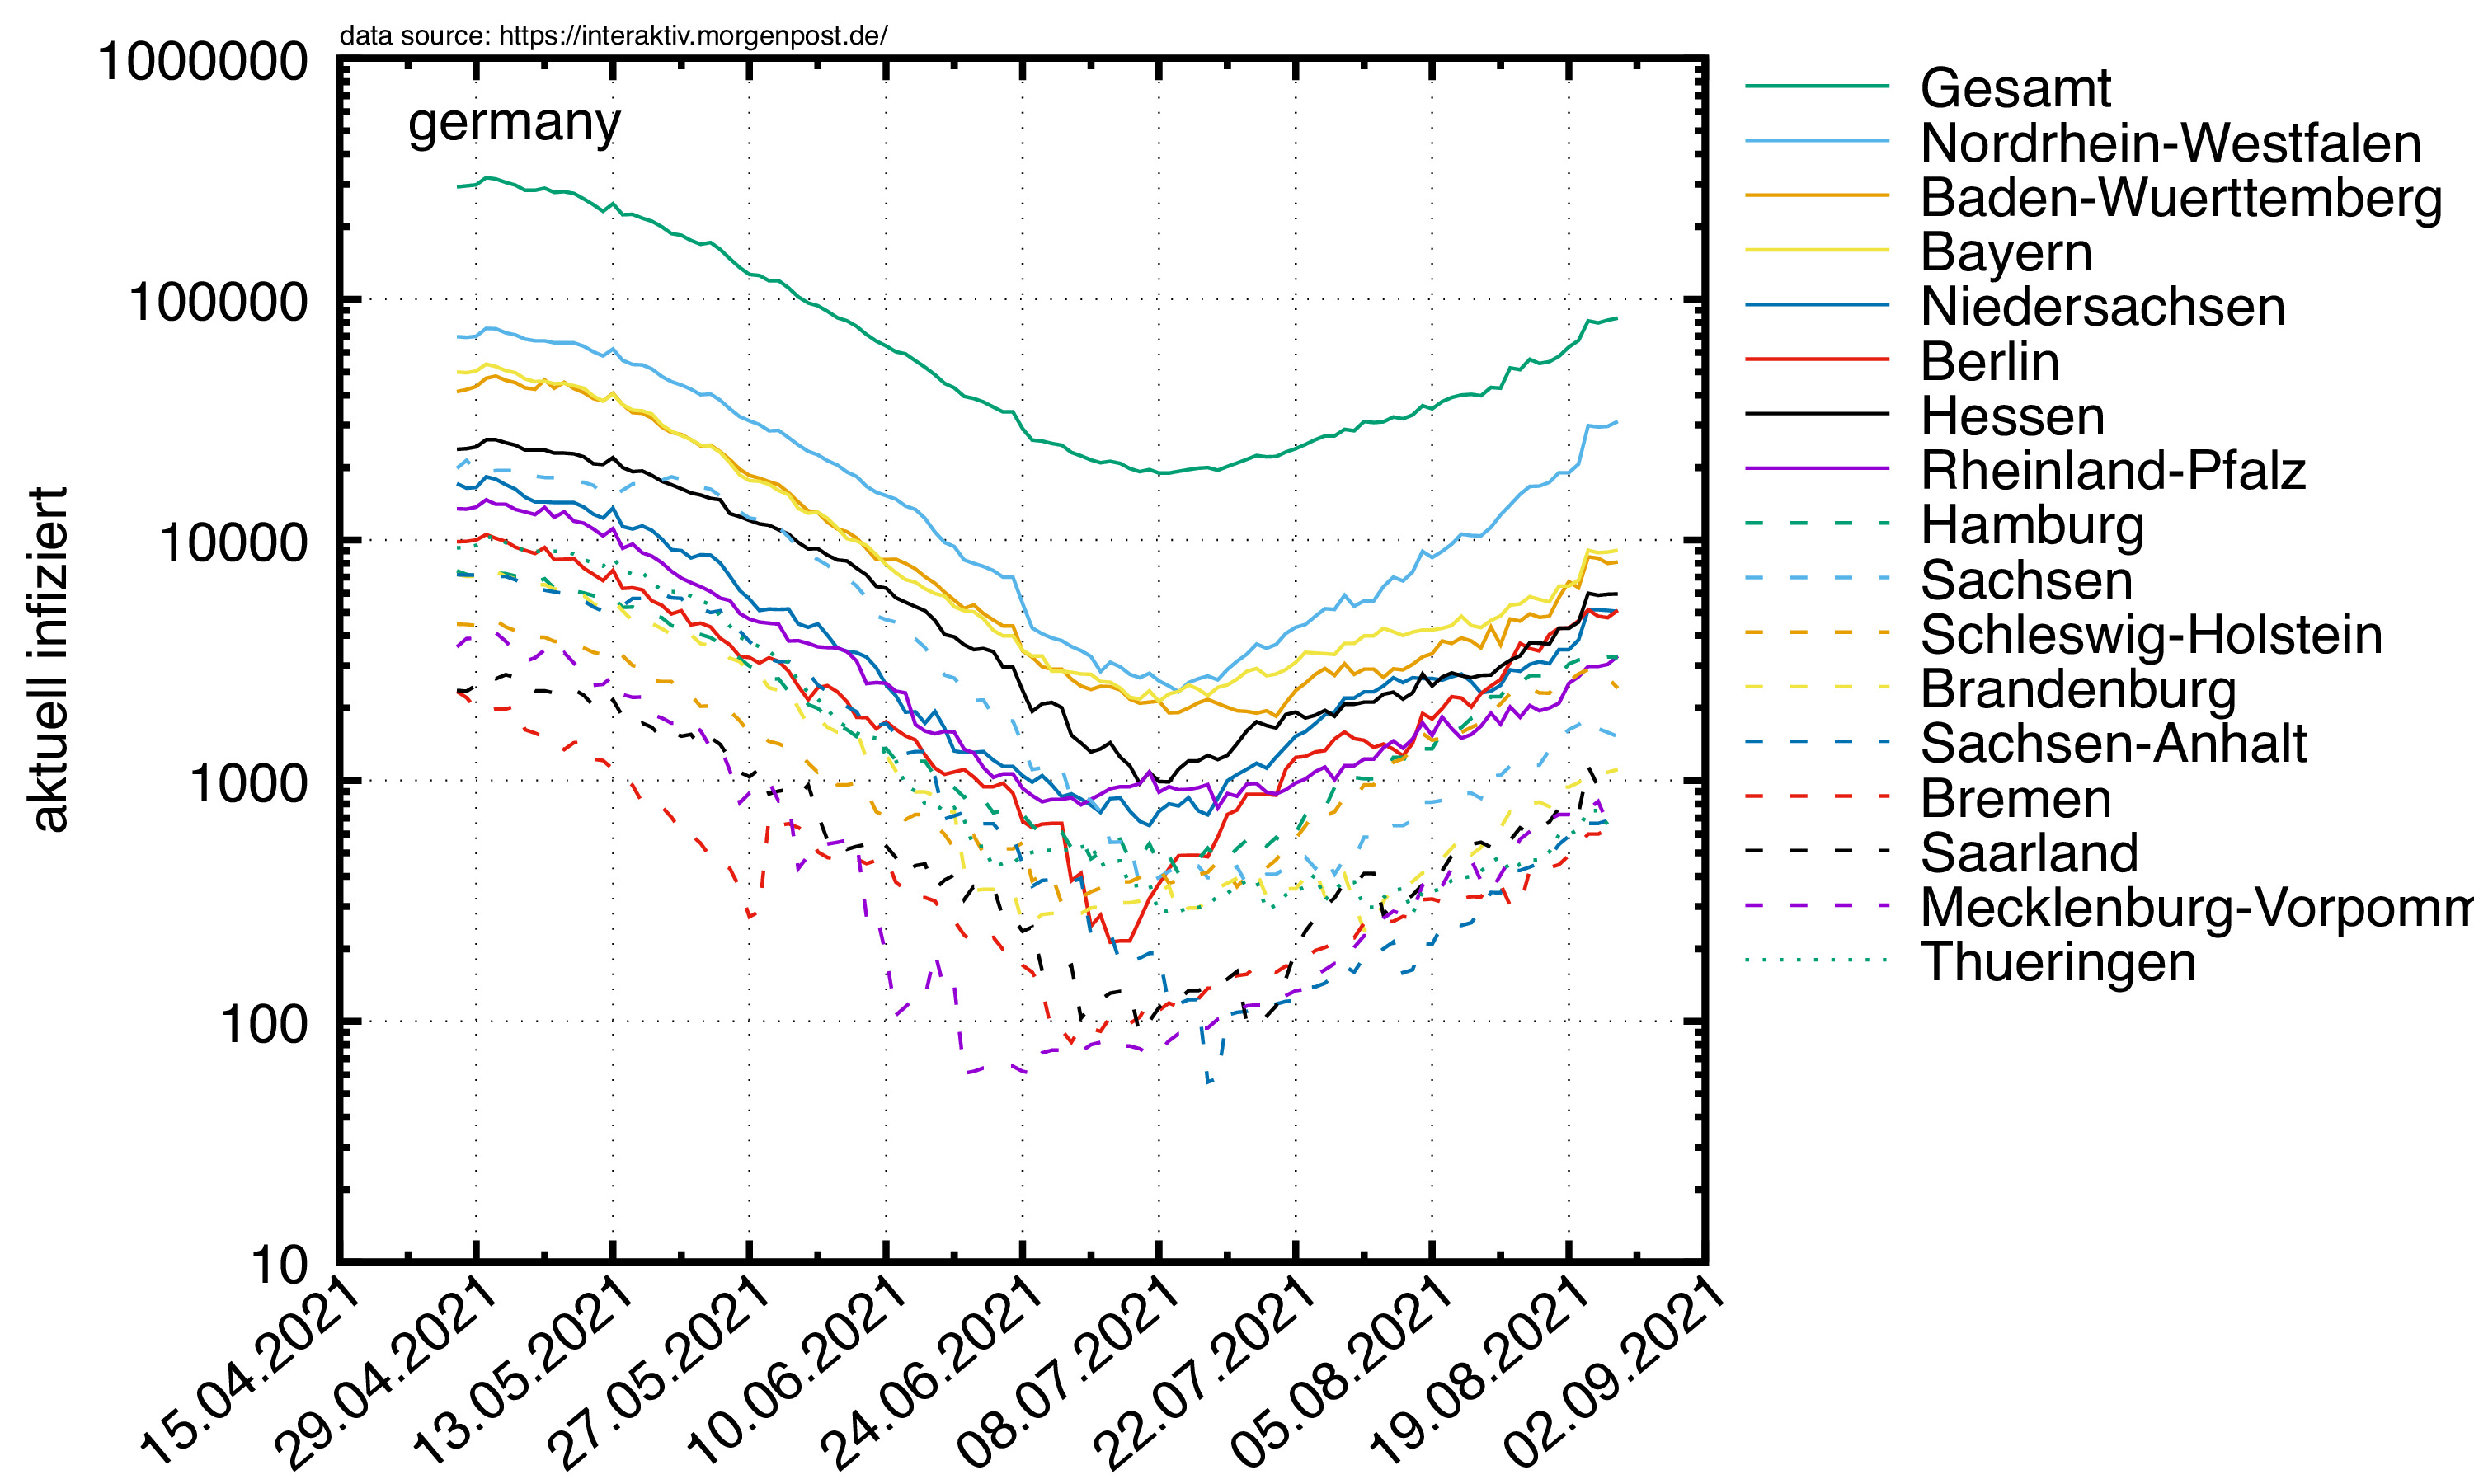 data source: https://interaktiv.morgenpost.de/
germany
aktuell infiziert
1000000
100000
10000
1000
100
10
15.04.2021
29.04.2021
13.05.2021
27.05.2021
10.06.2021
24.06.2021
08.07.2021
22.07.2021
05.08.2021
19.08.2021
02.09.2021
Gesamt
Nordrhein-Westfalen
Baden-Wuerttemberg
Bayern
Niedersachsen
Berlin
Hessen
Rheinland-Pfalz
Hamburg
Sachsen
Schleswig-Holstein
Brandenburg
Sachsen-Anhalt
Bremen
Saarland
Mecklenburg-Vorpomm
Thueringen